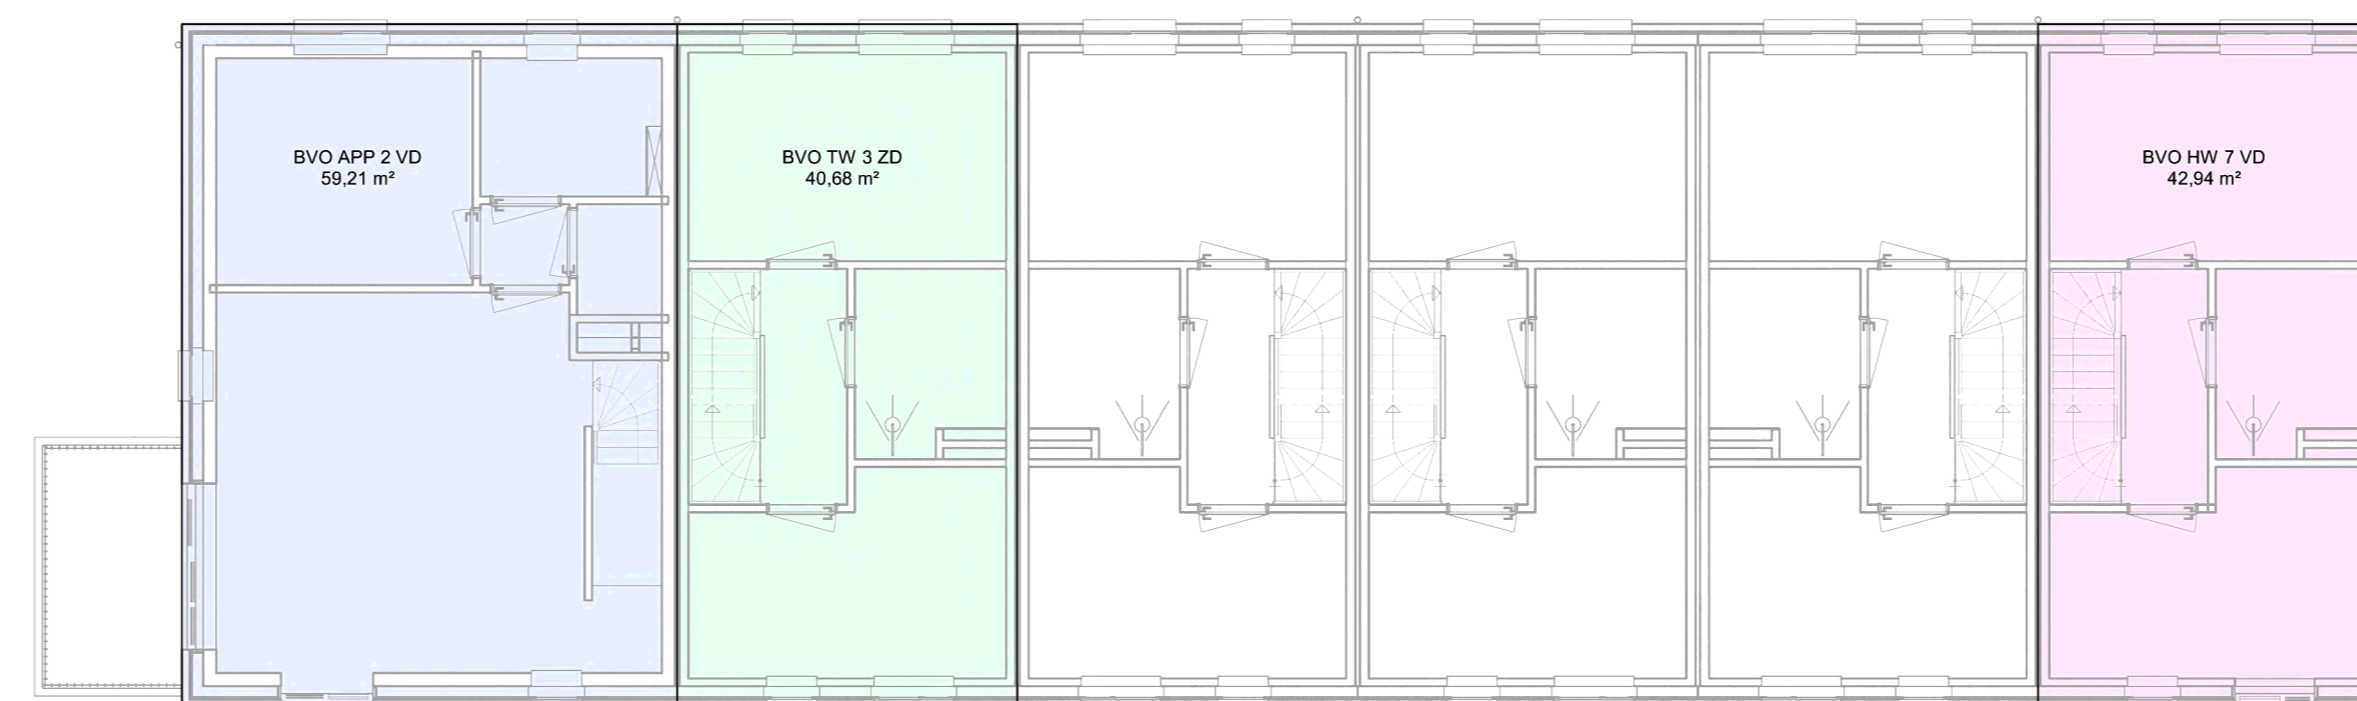 BVO APP 2 VD
59,21 m²
BVO TW 3 ZD
40,68 m²
BVO HW 7 VD
42,94 m²